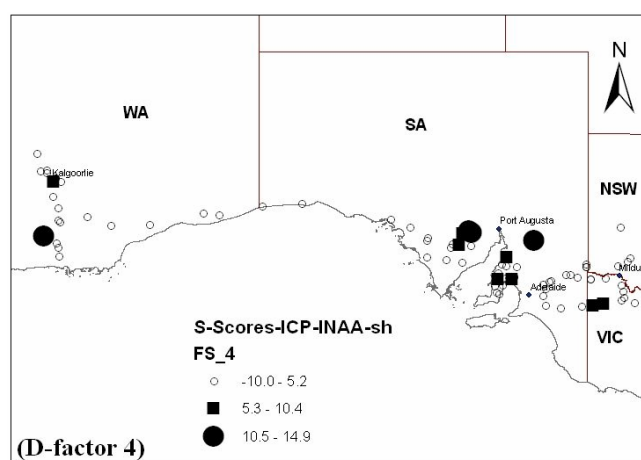 N
WA
SA
Kalgoorlie
NSW
Port Augusta
Mildu
Adelaide
S-Scores-ICP-INAA-sh
FS_4
VIC
-10.0 - 5.2
5.3 - 10.4
10.5 - 14.9
(D-factor 4)